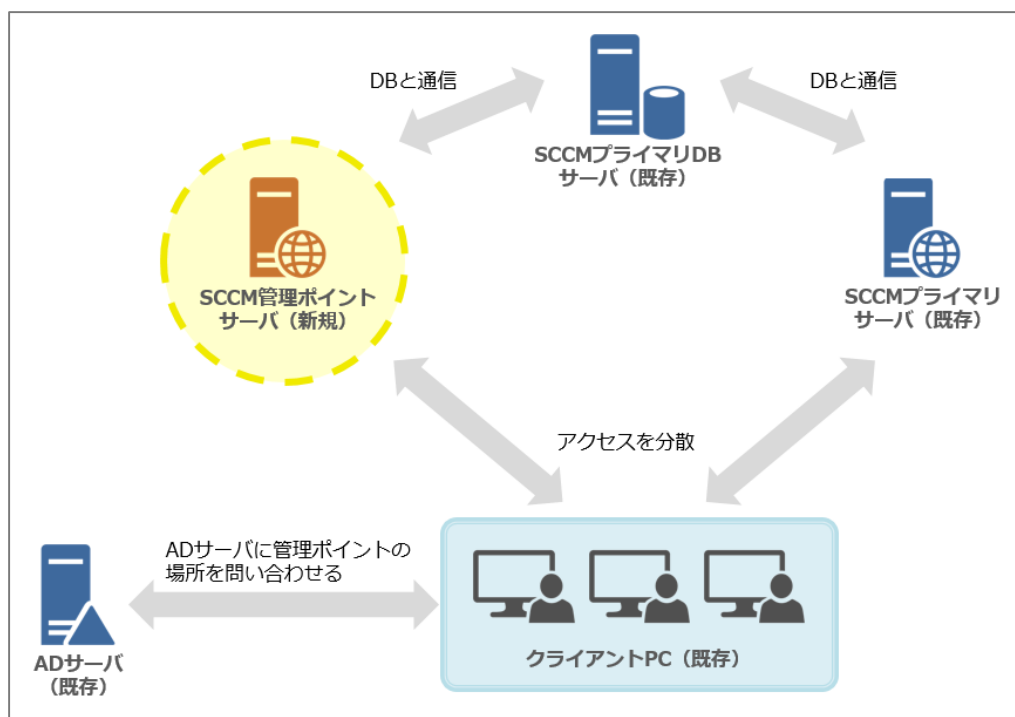 DBと通信
DBと通信
SCCMプライマリDB
サーバ（既存）
SCCM管理ポイント
サーバ（新規）
SCCMプライマリ
サーバ（既存）
アクセスを分散
ADサーバに管理ポイントの
場所を問い合わせる
ADサーバ
（既存）
クライアントPC（既存）